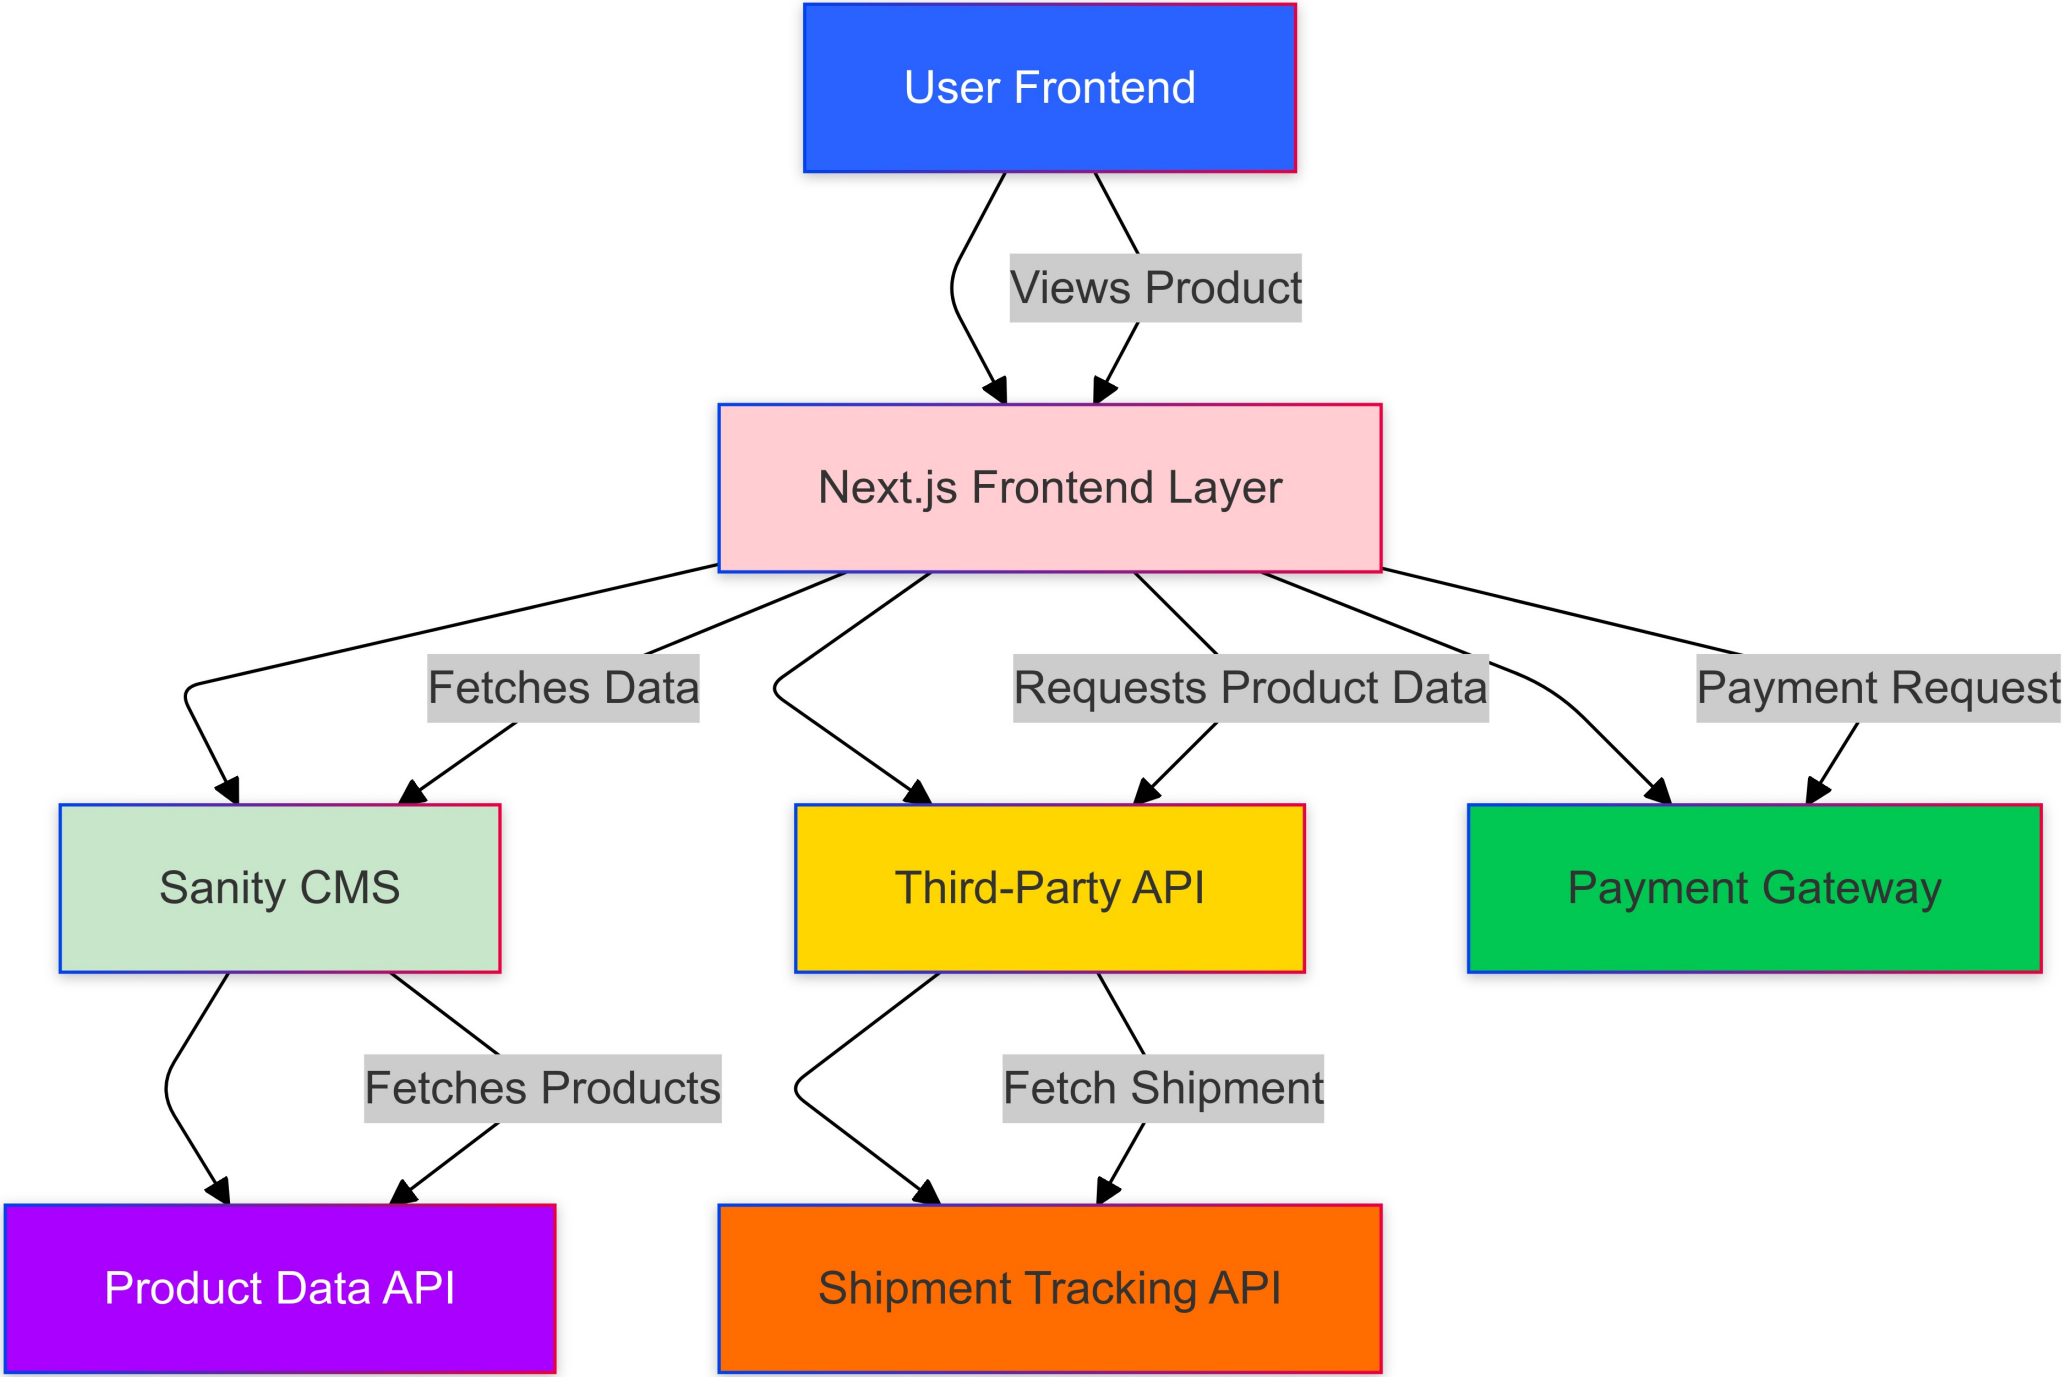 User Frontend
Views Product
Next.js Frontend Layer
Fetches Data
Requests Product Data
Payment Request
Sanity CMS
Third-Party API
Payment Gateway
Fetches Products
Fetch Shipment
Product Data API
Shipment Tracking API